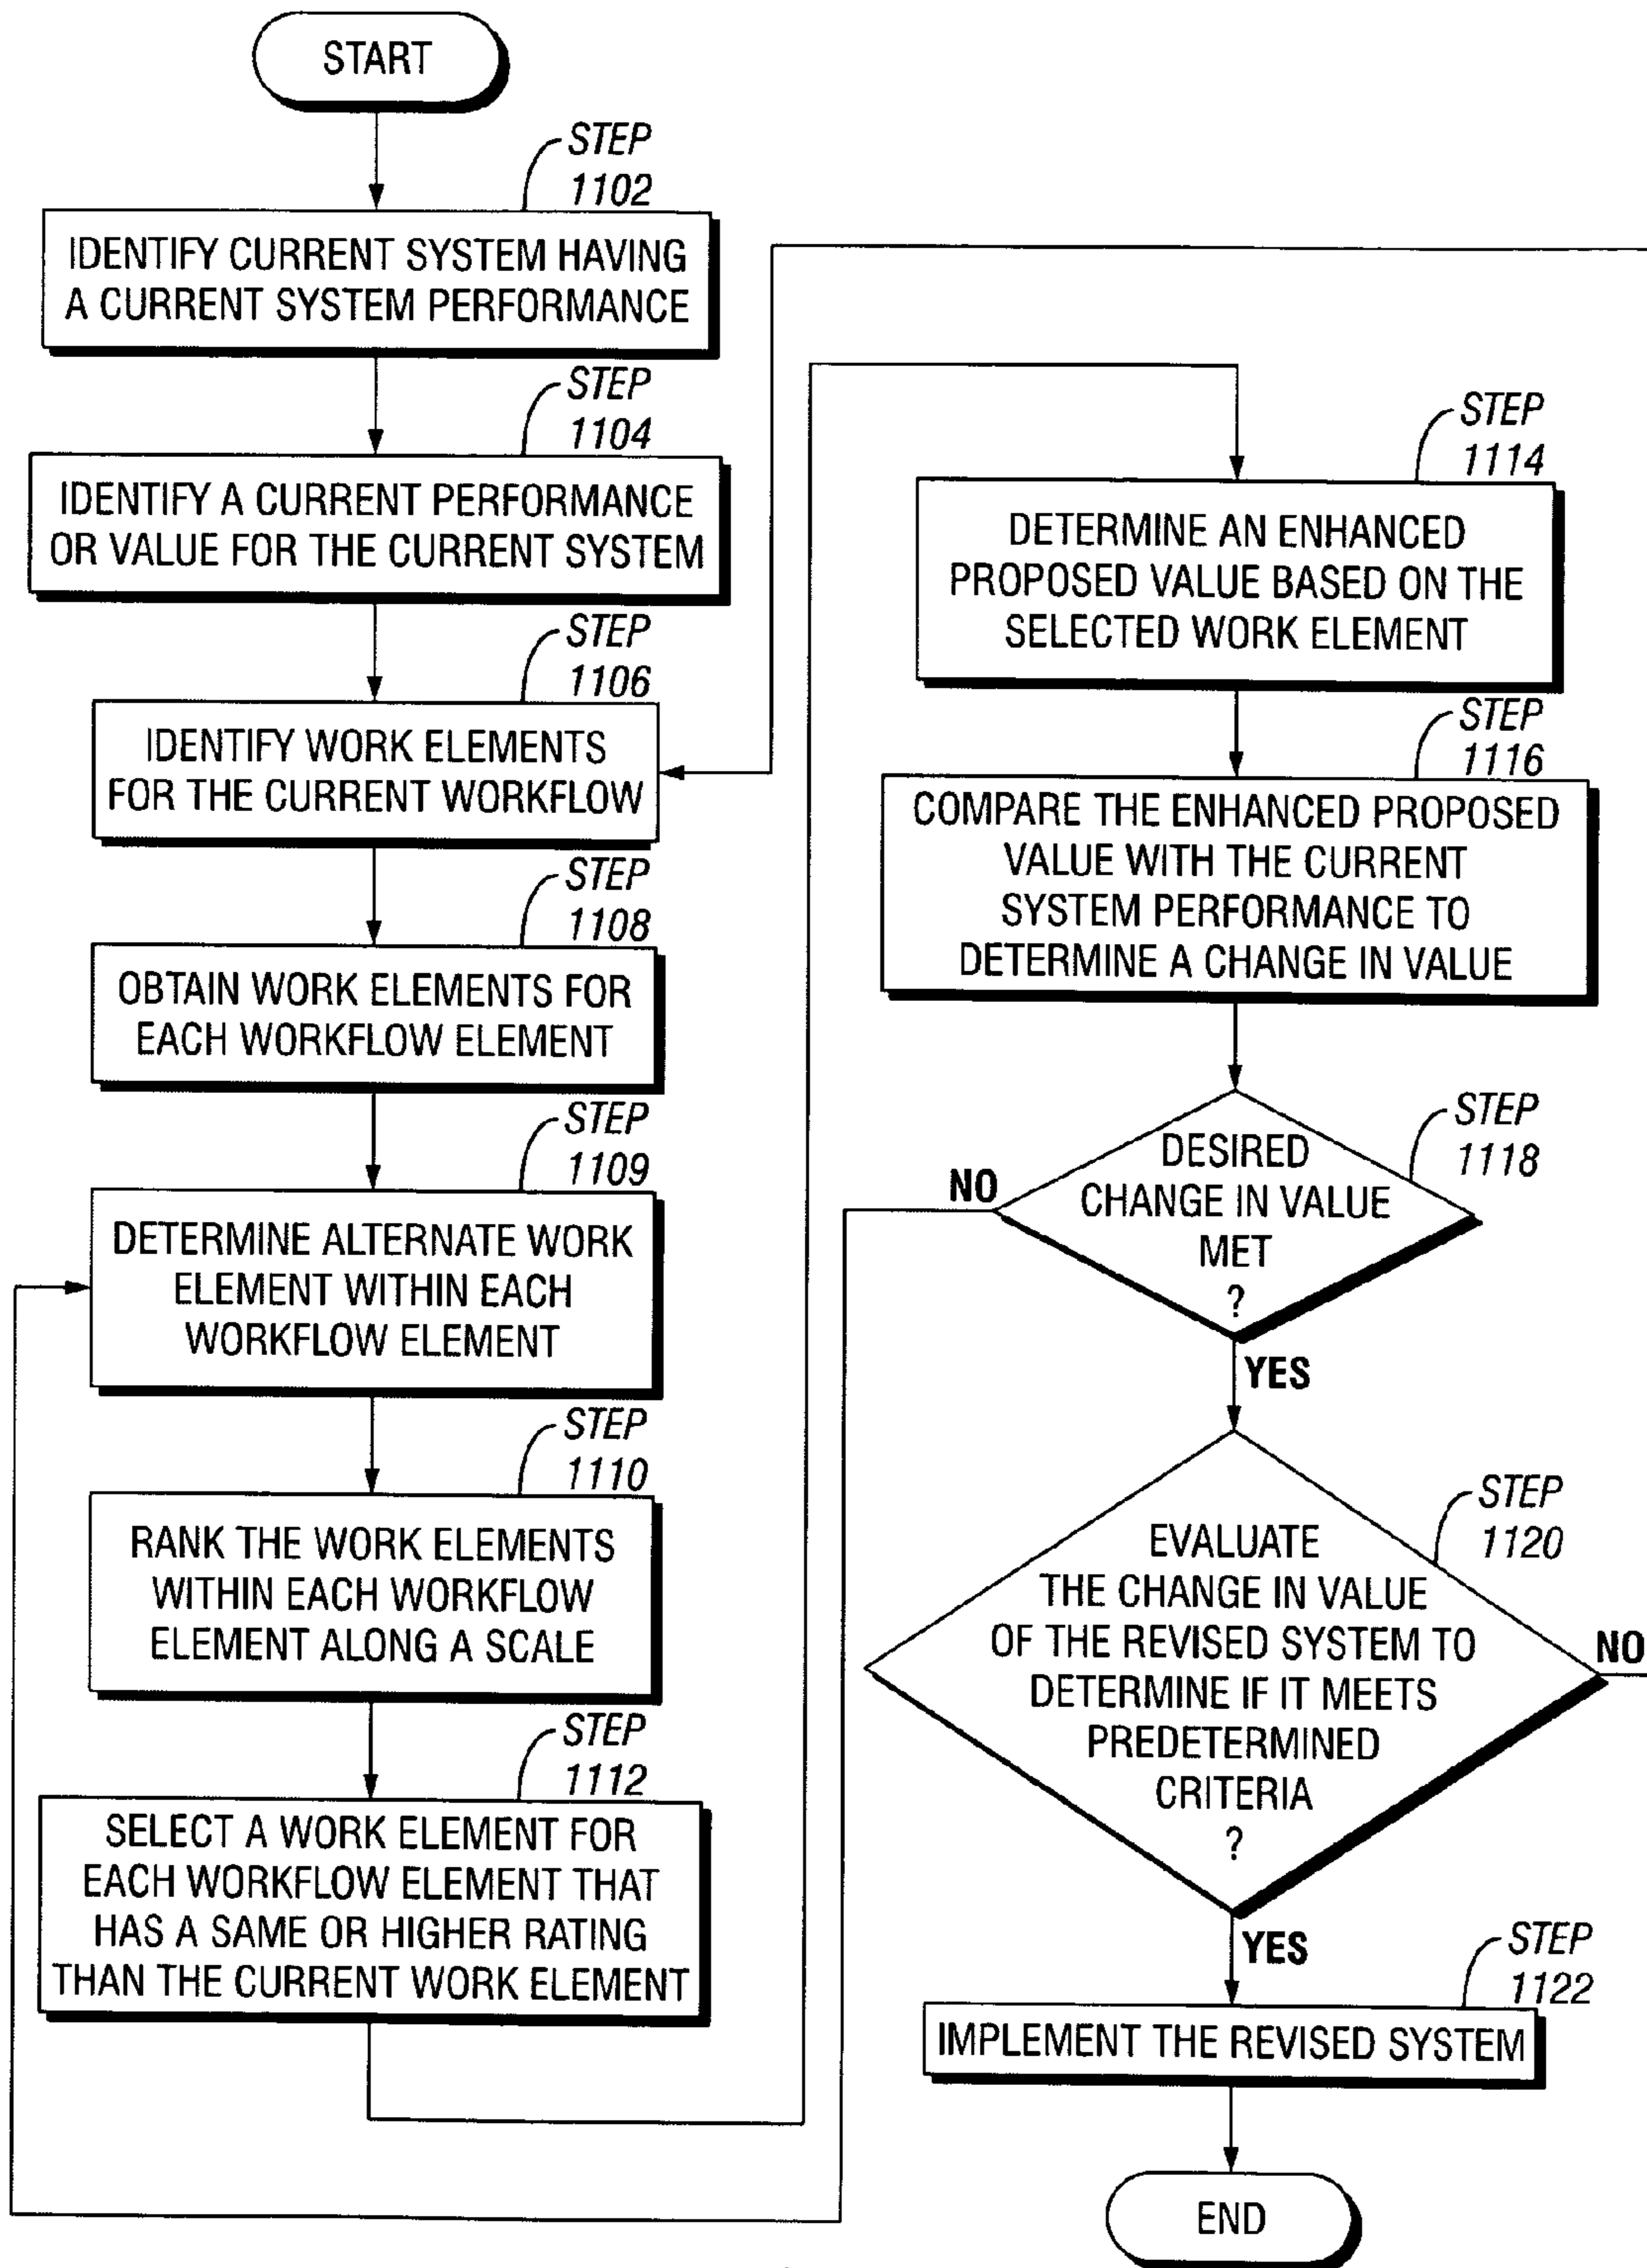 START
STEP
1102
IDENTIFY CURRENT SYSTEM HAVING
A CURRENT SYSTEM PERFORMANCE
STEP
1104
IDENTIFY A CURRENT PERFORMANCE
OR VALUE FOR THE CURRENT SYSTEM
STEP
1106
IDENTIFY WORK ELEMENTS
FOR THE CURRENT WORKFLOW
STEP
1108
OBTAIN WORK ELEMENTS FOR
EACH WORKFLOW ELEMENT
STEP
1109
DETERMINE ALTERNATE WORK
ELEMENT WITHIN EACH
WORKFLOW ELEMENT
STEP
1110
RANK THE WORK ELEMENTS
WITHIN EACH WORKFLOW
ELEMENT ALONG A SCALE
STEP
1112
SELECT A WORK ELEMENT FOR
EACH WORKFLOW ELEMENT THAT
HAS A SAME OR HIGHER RATING
THAN THE CURRENT WORK ELEMENT
STEP
1114
DETERMINE AN ENHANCED
PROPOSED VALUE BASED ON THE
SELECTED WORK ELEMENT
STEP
1116
COMPARE THE ENHANCED PROPOSED
VALUE WITH THE CURRENT
SYSTEM PERFORMANCE TO
DETERMINE A CHANGE IN VALUE
STEP
1118
DESIRED
CHANGE IN VALUE
MET
?
NO
YES
STEP
1120
EVALUATE
THE CHANGE IN VALUE
OF THE REVISED SYSTEM TO
DETERMINE IF IT MEETS
PREDETERMINED
CRITERIA
?
NO
YES
STEP
1122
IMPLEMENT THE REVISED SYSTEM
END